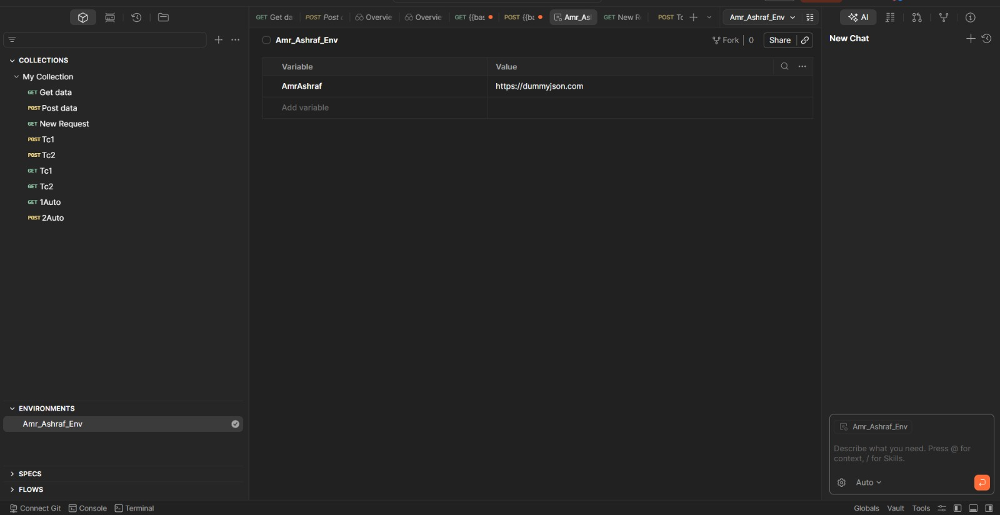 GET Get da
POST Post
Overvie
Overvie
GET {{bas
POST {{ba
Amr_As
GET New R
POST Tc
Amr_Ashraf_Env
AI
Amr_Ashraf_Env
Fork 0
Share
New Chat
COLLECTIONS
My Collection
GET Get data
POST Post data
GET New Request
POST Tc1
POST Tc2
GET Tc1
GET Tc2
GET 1Auto
POST 2Auto
Variable Value
AmrAshraf https://dummyjson.com
Add variable
ENVIRONMENTS
Amr_Ashraf_Env
SPECS
FLOWS
Amr_Ashraf_Env
Describe what you need. Press @ for
context, / for Skills.
Auto
Connect Git Console Terminal
Globals Vault Tools